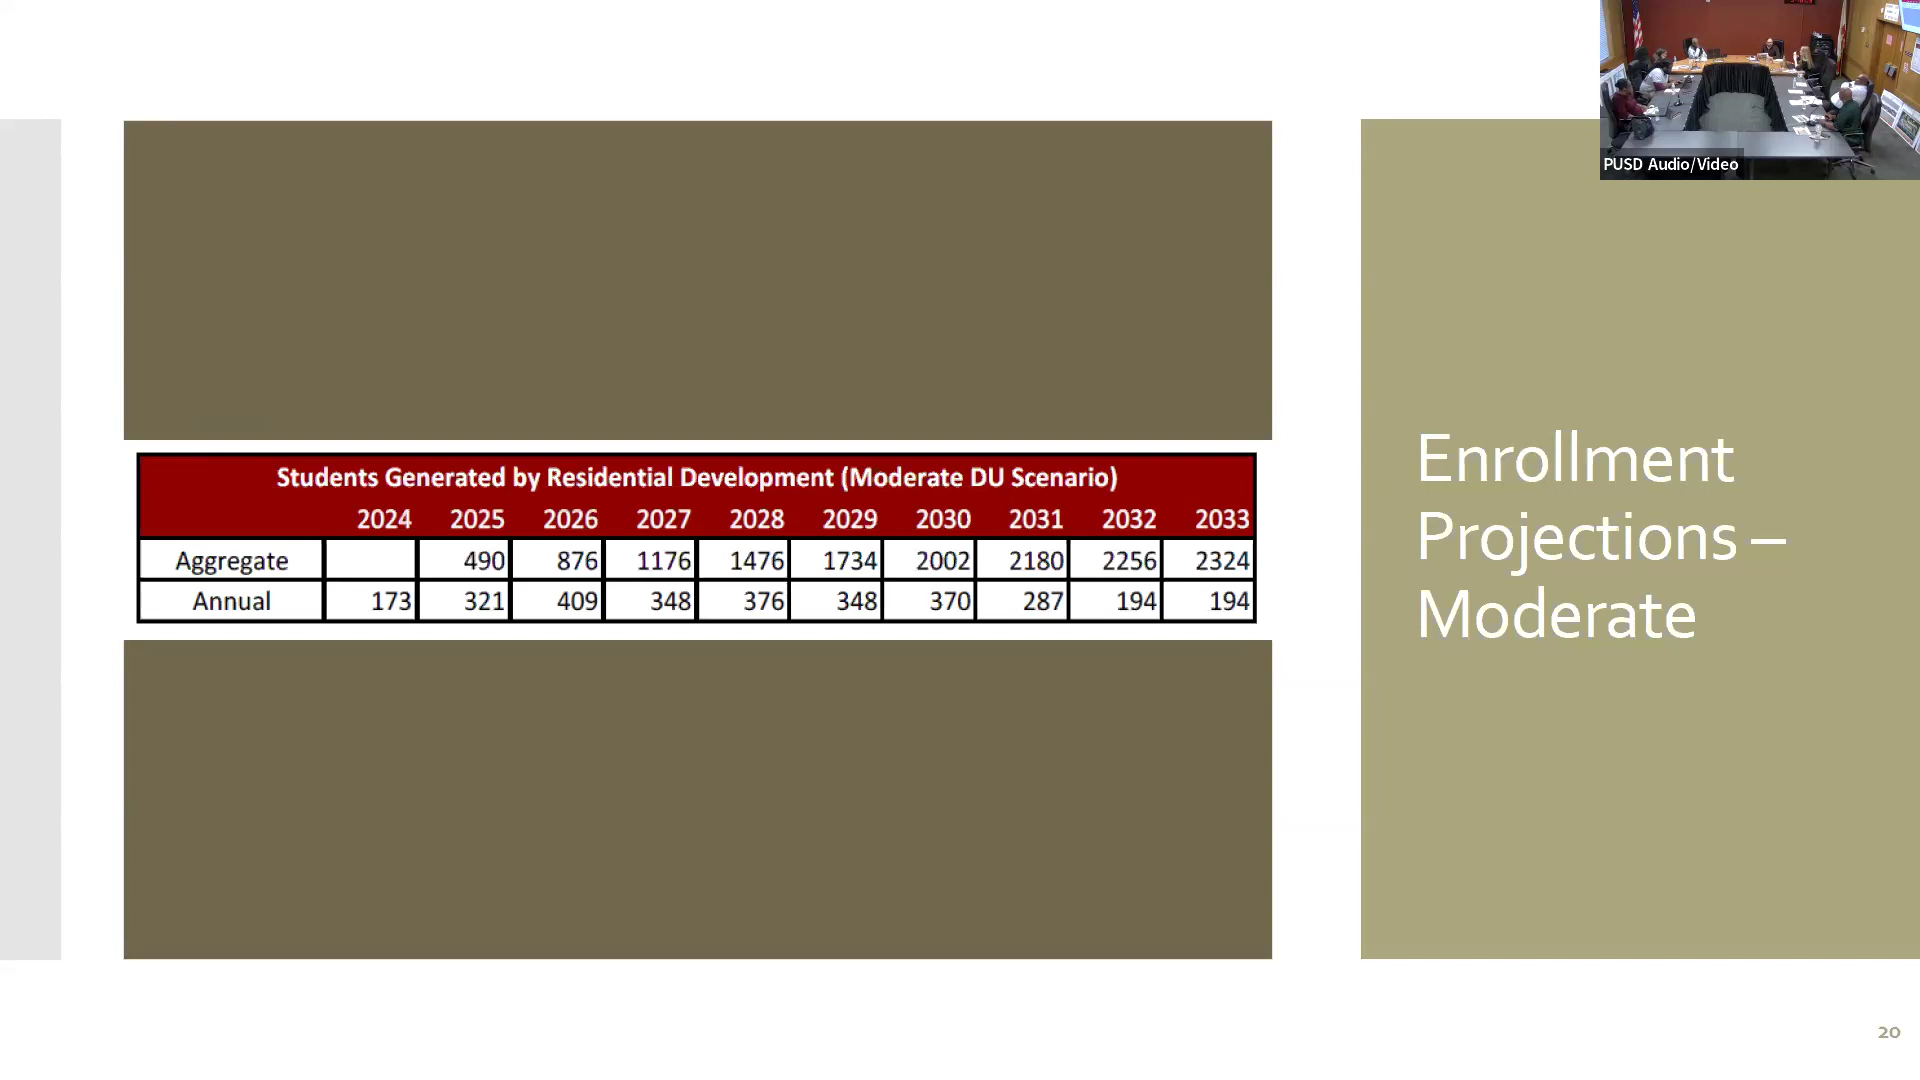 PUSD Audio/Video
Students Generated by Residential Development (Moderate DU Scenario)
2024 2025 2026 2027 2028 2029 2030 2031 2032 2033
Aggregate 490 876 1176 1476 1734 2002 2180 2256 2324
Annual 173 321 409 348 376 348 370 287 194 194
Enrollment
Projections –
Moderate
20